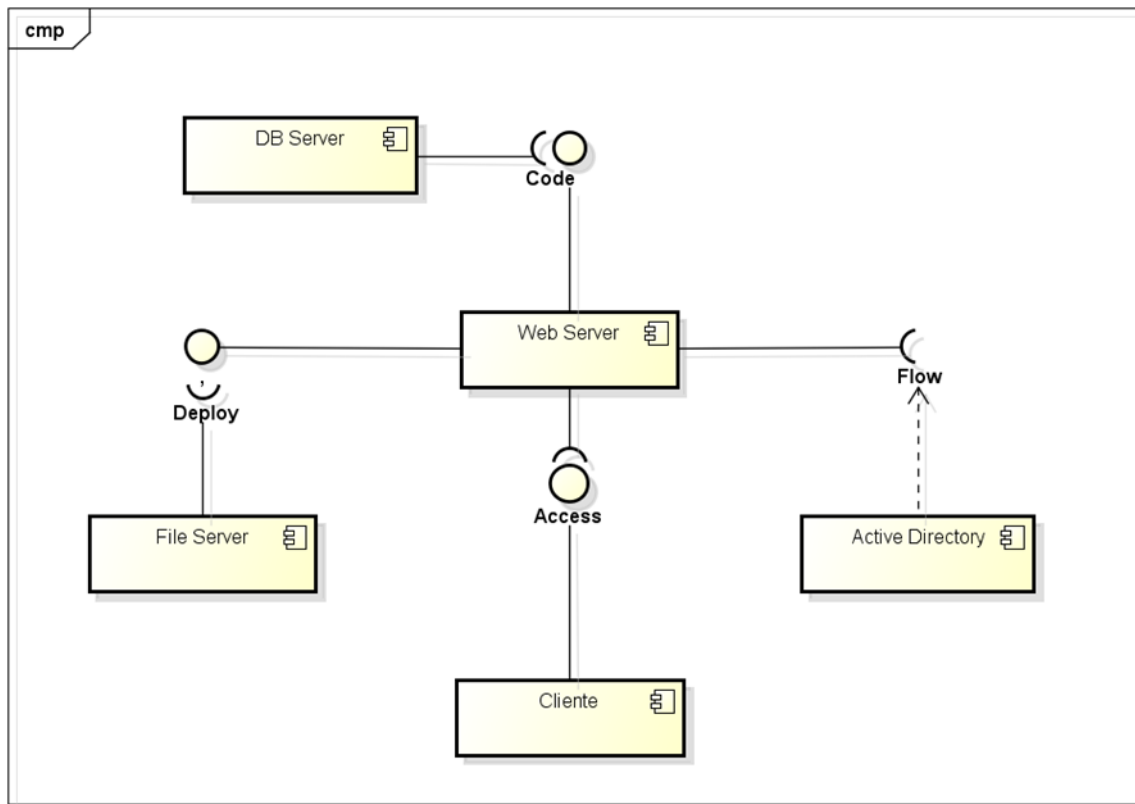 cmp
DB Server
Code
Web Server
,
Deploy
Flow
Access
File Server
Active Directory
Cliente